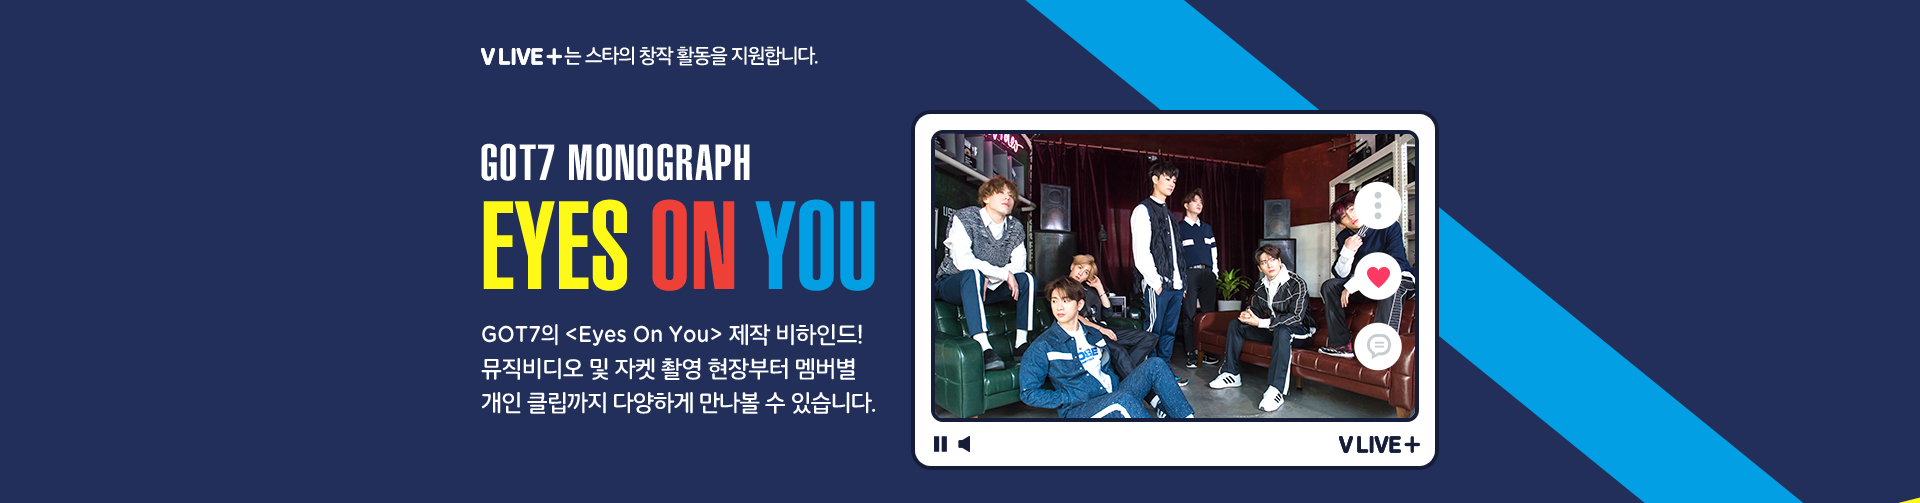 V LIVE+는 스타의 창작 활동을 지원합니다.
GOT7 MONOGRAPH
EYES ON YOU
GOT7의 <Eyes On You> 제작 비하인드!
뮤직비디오 및 자켓 촬영 현장부터 멤버별
개인 클립까지 다양하게 만나볼 수 있습니다.
V LIVE+